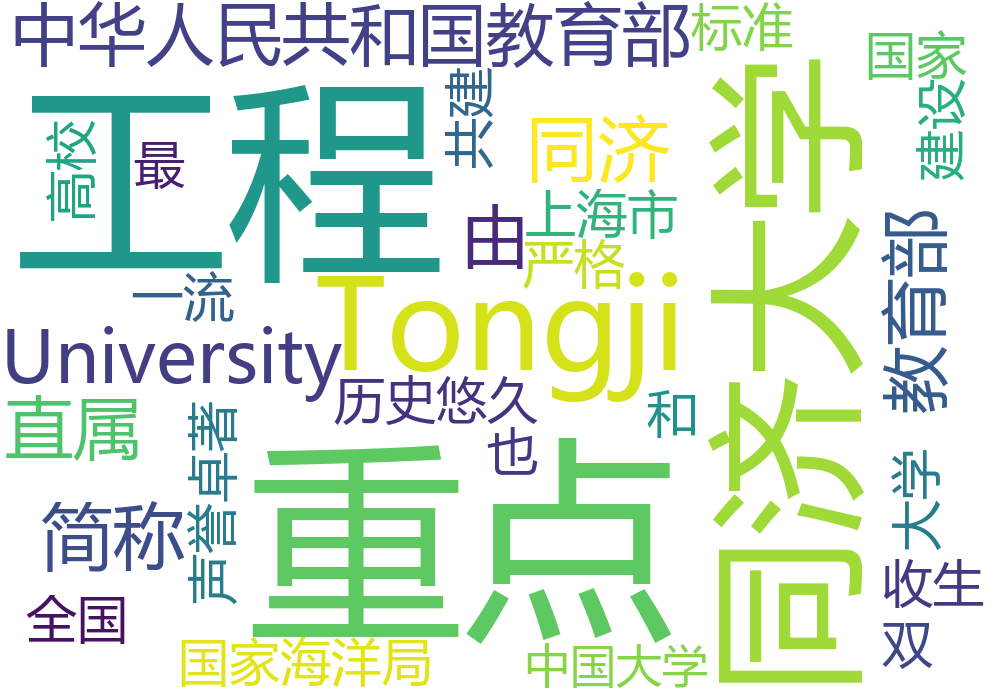 中华人民共和国教育部
标准
国家
工程
共建
同济大学
高校
最
同济
建设
由
上海市
严格
教育部
一流
Tongji
University
历史悠久
和
直属
声誉卓著
也
重点
大学
简称
收生
全国
双
国家海洋局
中国大学